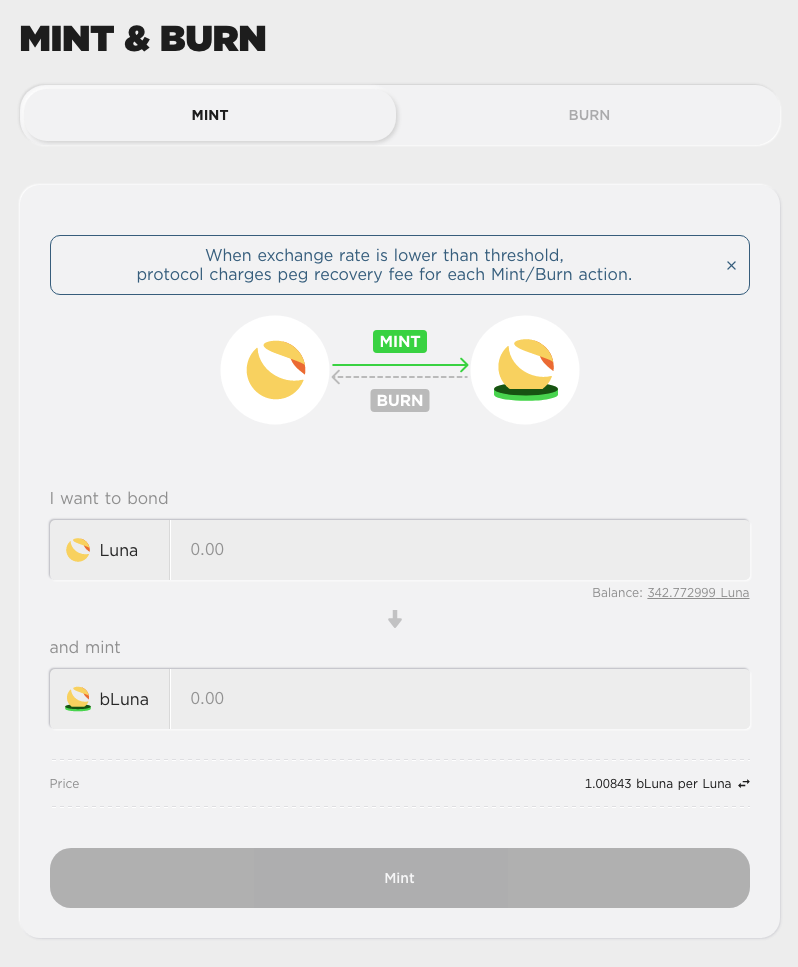 MINT & BURN
MINT
BURN
When exchange rate is lower than threshold,
protocol charges peg recovery fee for each Mint/Burn action.
MINT
BURN
I want to bond
Luna
0.00
Balance: 342.772999 Luna
and mint
bLuna
0.00
Price
1.00843 bLuna per Luna
Mint